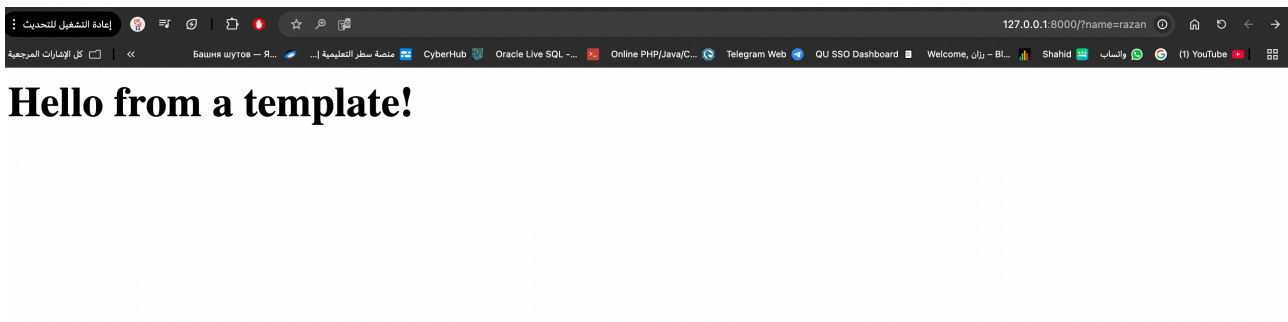 إعادة التشغيل للتحديث
127.0.0.1:8000/?name=razan
(1) YouTube
واتساب
Shahid
Welcome, رزان – Bl...
QU SSO Dashboard
Telegram Web
Online PHP/Java/C...
Oracle Live SQL -...
CyberHub
منصة سطر التعليمية |...
Башня шутов — Я...
كل الإشارات المرجعية
Hello from a template!